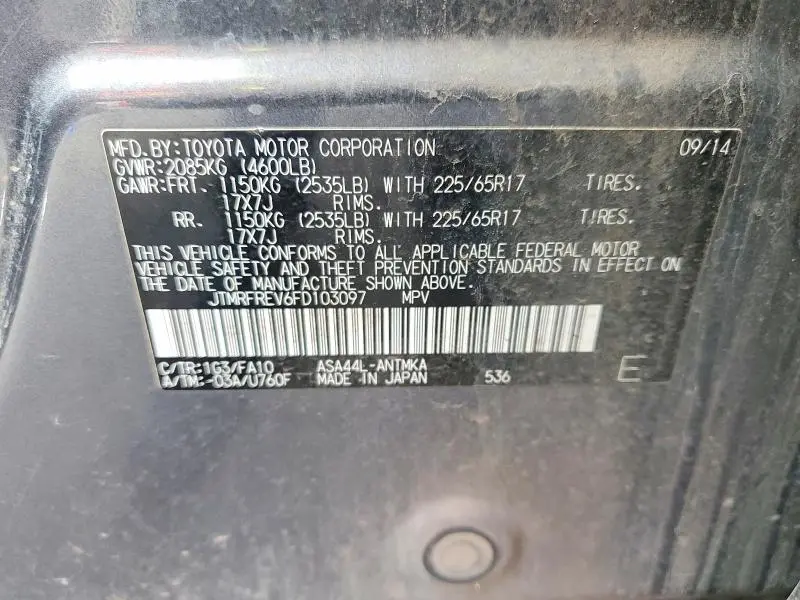 MFD.BY:TOYOTA MOTOR CORPORATION 09/14
GVWR:2085KG (4600LB)
GAWR:FRT. 1150KG (2535LB) WITH 225/65R17 TIRES.
17X7J RIMS.
RR. 1150KG (2535LB) WITH 225/65R17 TIRES.
17X7J RIMS.
THIS VEHICLE CONFORMS TO ALL APPLICABLE FEDERAL MOTOR
VEHICLE SAFETY AND THEFT PREVENTION STANDARDS IN EFFECT ON
THE DATE OF MANUFACTURE SHOWN ABOVE.
JTMRFREV6FD103097 MPV
C/TR:1G3/FA10 ASA44L-ANTMKA
A/TM:-03A/U760F MADE IN JAPAN 536 E